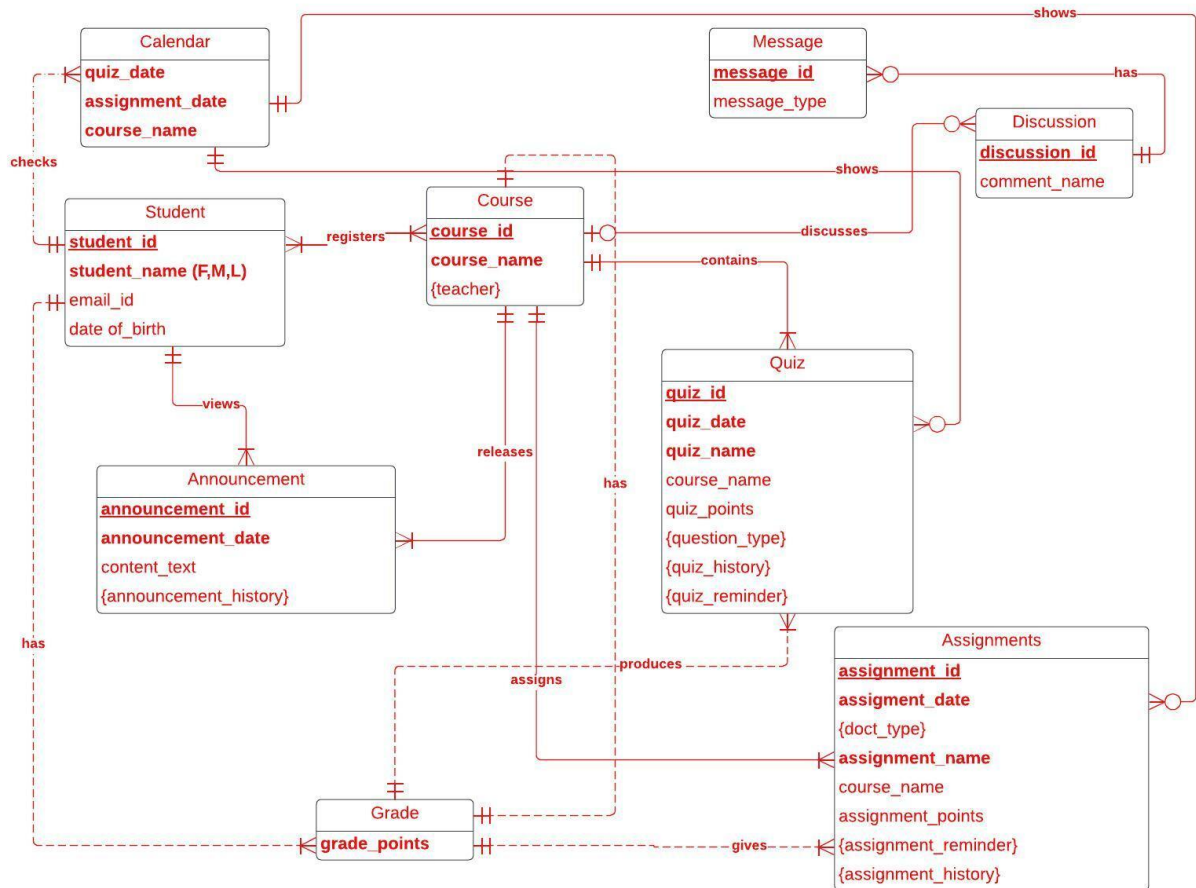 shows
Calendar
quiz_date
assignment_date
course_name
Message
message_id
message_type
has
Discussion
discussion_id
comment_name
checks
shows
Student
student_id
student_name (F,M,L)
email_id
date of_birth
registers
Course
course_id
course_name
{teacher}
discusses
contains
Quiz
quiz_id
quiz_date
quiz_name
course_name
quiz_points
{question_type}
{quiz_history}
{quiz_reminder}
views
releases
has
Announcement
announcement_id
announcement_date
content_text
{announcement_history}
has
produces
assigns
Assignments
assignment_id
assigment_date
{doct_type}
assignment_name
course_name
assignment_points
{assignment_reminder}
{assignment_history}
Grade
grade_points
gives